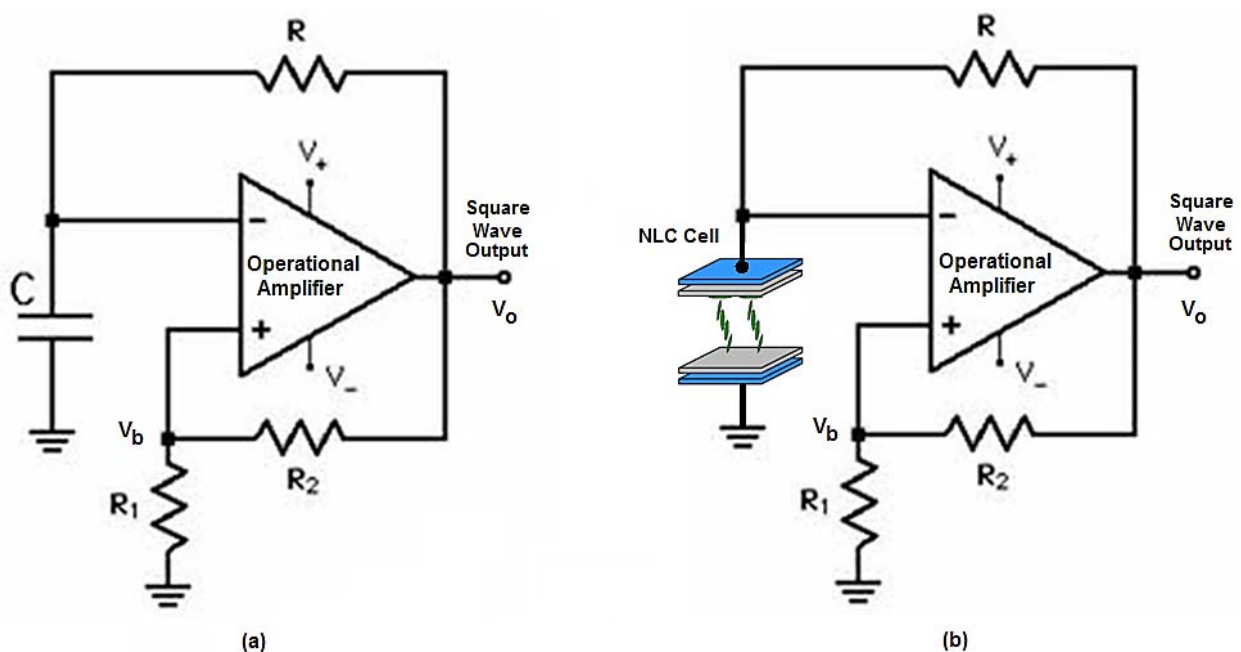 R
V+
−
Operational
Amplifier
+
V−
Square
Wave
Output
Vo
C
Vb
R2
R1
(a)
R
V+
−
NLC Cell
Operational
Amplifier
+
V−
Square
Wave
Output
Vo
Vb
R2
R1
(b)